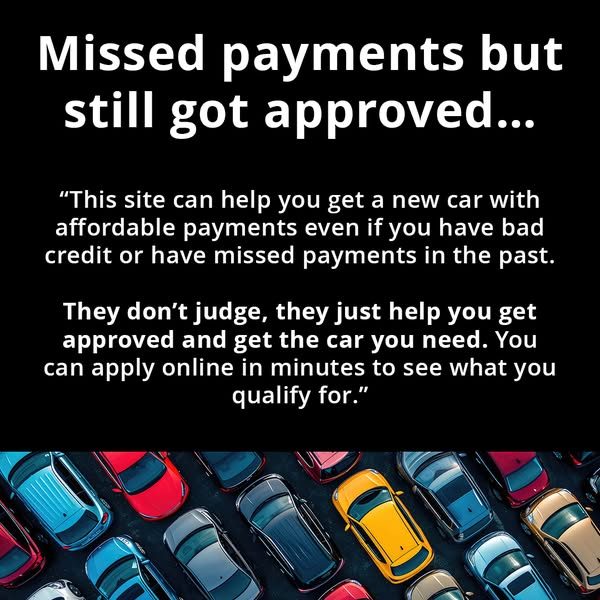 Missed payments but
still got approved...
“This site can help you get a new car with
affordable payments even if you have bad
credit or have missed payments in the past.
They don’t judge, they just help you get
approved and get the car you need. You
can apply online in minutes to see what you
qualify for.”